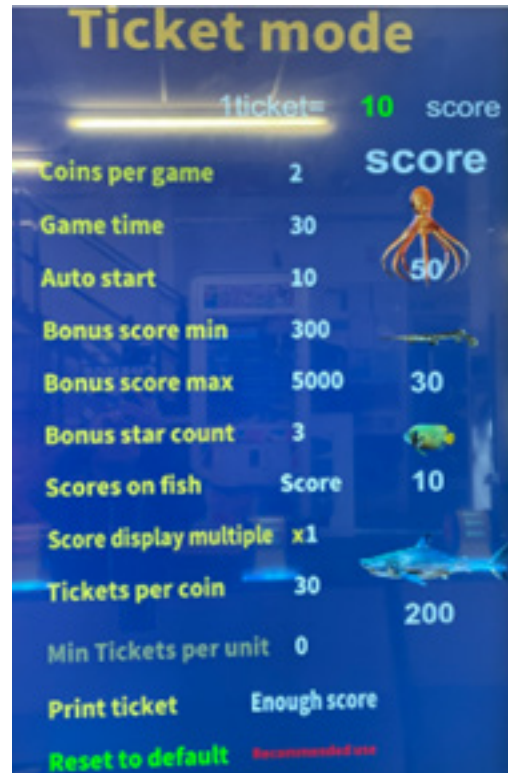 Ticket mode
1ticket= 10 score
score
Coins per game 2
Game time 30
50
Auto start 10
Bonus score min 300
Bonus score max 5000
30
Bonus star count 3
Scores on fish Score
10
Score display multiple x1
Tickets per coin 30
200
Min Tickets per unit 0
Print ticket Enough score
Reset to default Recommended use